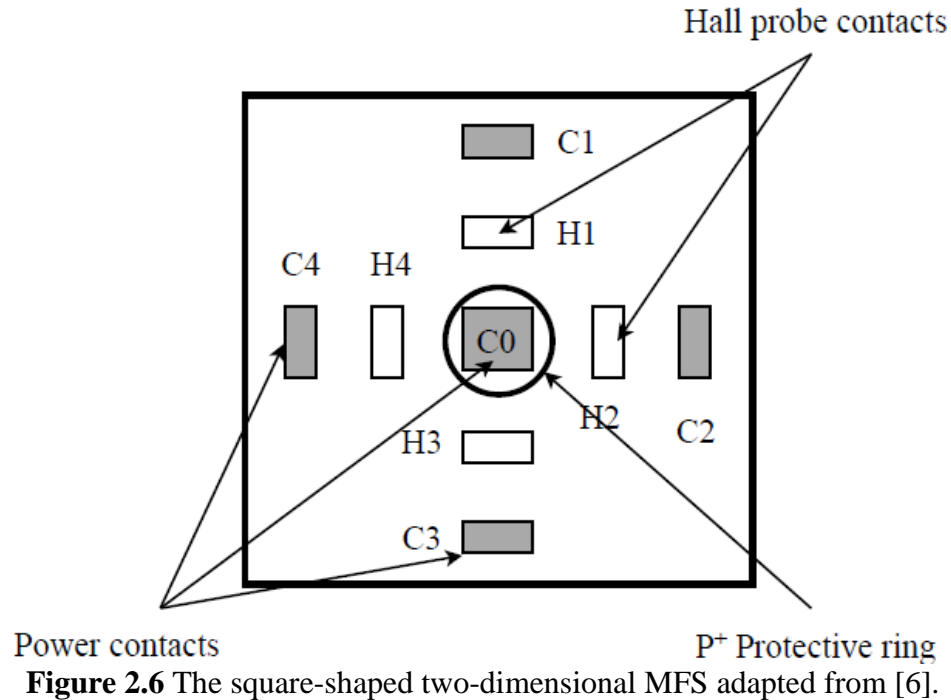 Hall probe contacts
C1
H1
C4 H4
C0
H3 H2 C2
C3
Power contacts
P+ Protective ring
Figure 2.6 The square-shaped two-dimensional MFS adapted from [6].